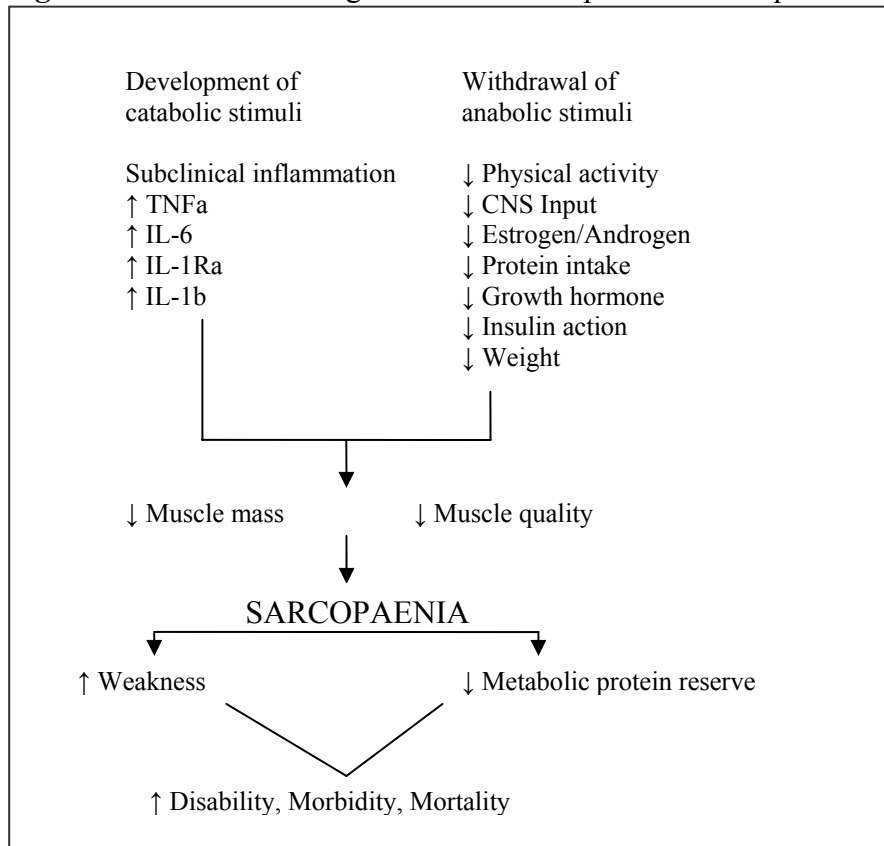 Development of
catabolic stimuli
Subclinical inflammation
↑ TNFa
↑ IL-6
↑ IL-1Ra
↑ IL-1b
Withdrawal of
anabolic stimuli
↓ Physical activity
↓ CNS Input
↓ Estrogen/Androgen
↓ Protein intake
↓ Growth hormone
↓ Insulin action
↓ Weight
↓ Muscle mass
↓ Muscle quality
SARCOPAENIA
↑ Weakness
↓ Metabolic protein reserve
↑ Disability, Morbidity, Mortality